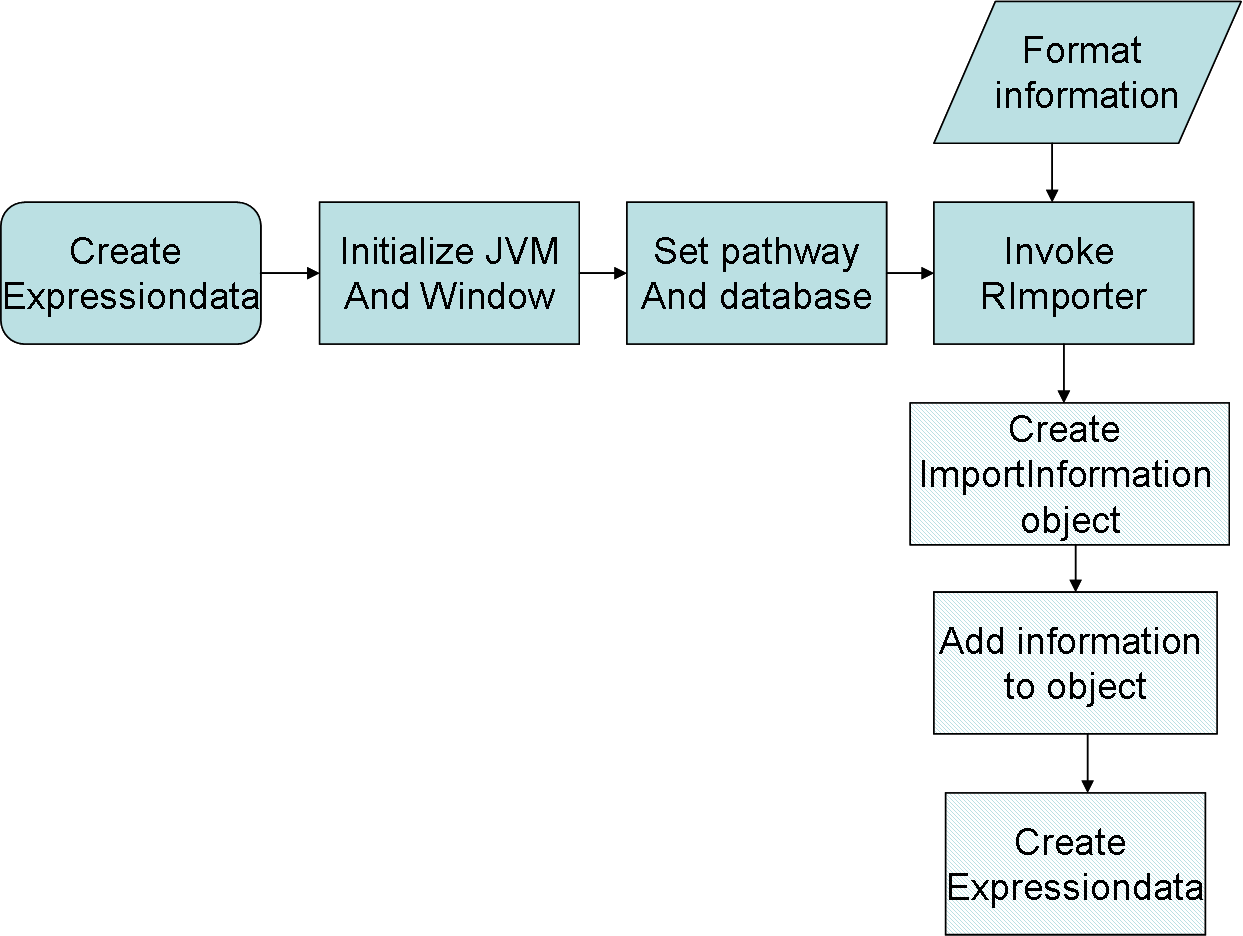 Format
information
Create
Expressiondata
Initialize JVM
And Window
Set pathway
And database
Invoke
RImporter
Create
ImportInformation
object
Add information
to object
Create
Expressiondata